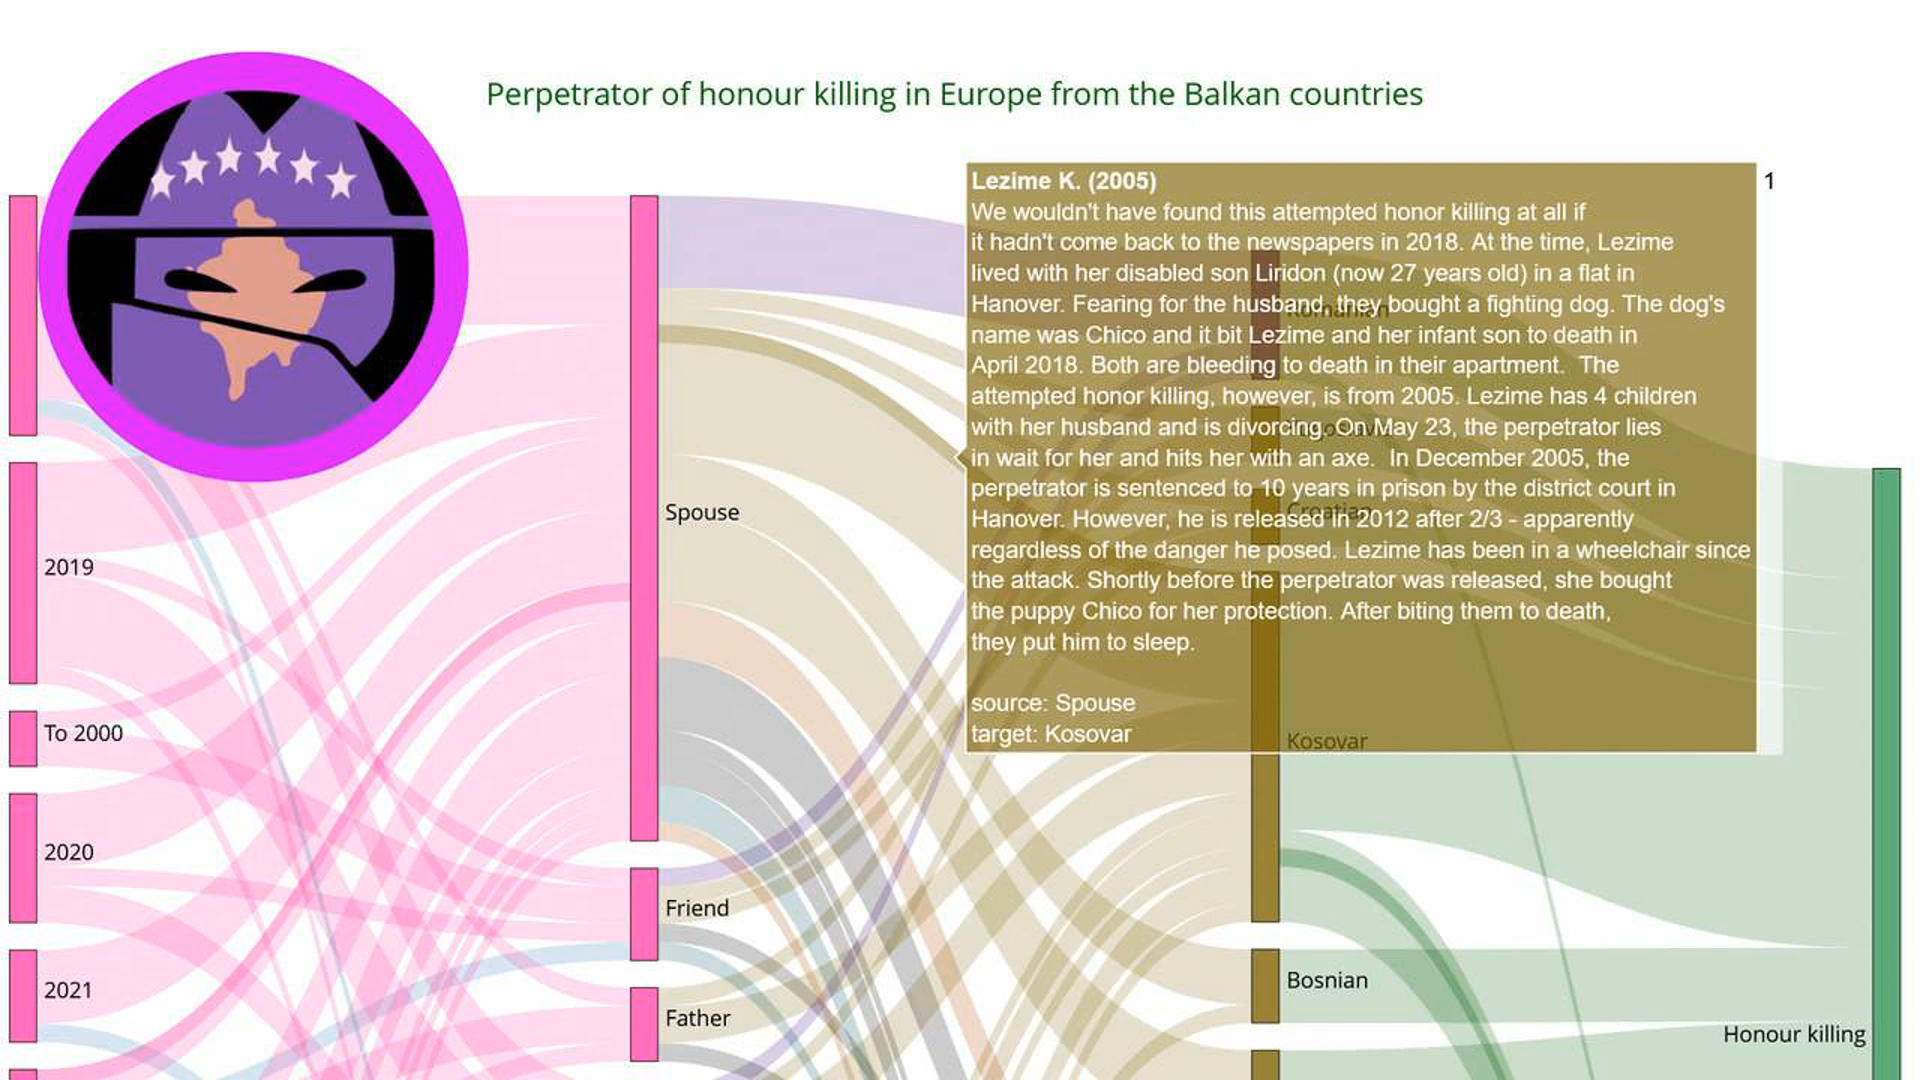 Perpetrator of honour killing in Europe from the Balkan countries
Lezime K. (2005)
We wouldn't have found this attempted honor killing at all if
it hadn't come back to the newspapers in 2018. At the time, Lezime
lived with her disabled son Liridon (now 27 years old) in a flat in
Hanover. Fearing for the husband, they bought a fighting dog. The dog's
name was Chico and it bit Lezime and her infant son to death in
April 2018. Both are bleeding to death in their apartment.  The
attempted honor killing, however, is from 2005. Lezime has 4 children
with her husband and is divorcing. On May 23, the perpetrator lies
in wait for her and hits her with an axe.  In December 2005, the
perpetrator is sentenced to 10 years in prison by the district court in
Hanover. However, he is released in 2012 after 2/3 - apparently
regardless of the danger he posed. Lezime has been in a wheelchair since
the attack. Shortly before the perpetrator was released, she bought
the puppy Chico for her protection. After biting them to death,
they put him to sleep.
source: Spouse
target: Kosovar
1
2019
To 2000
2020
2021
Spouse
Friend
Father
Romanian
Croatian
Kosovar
Bosnian
Honour killing